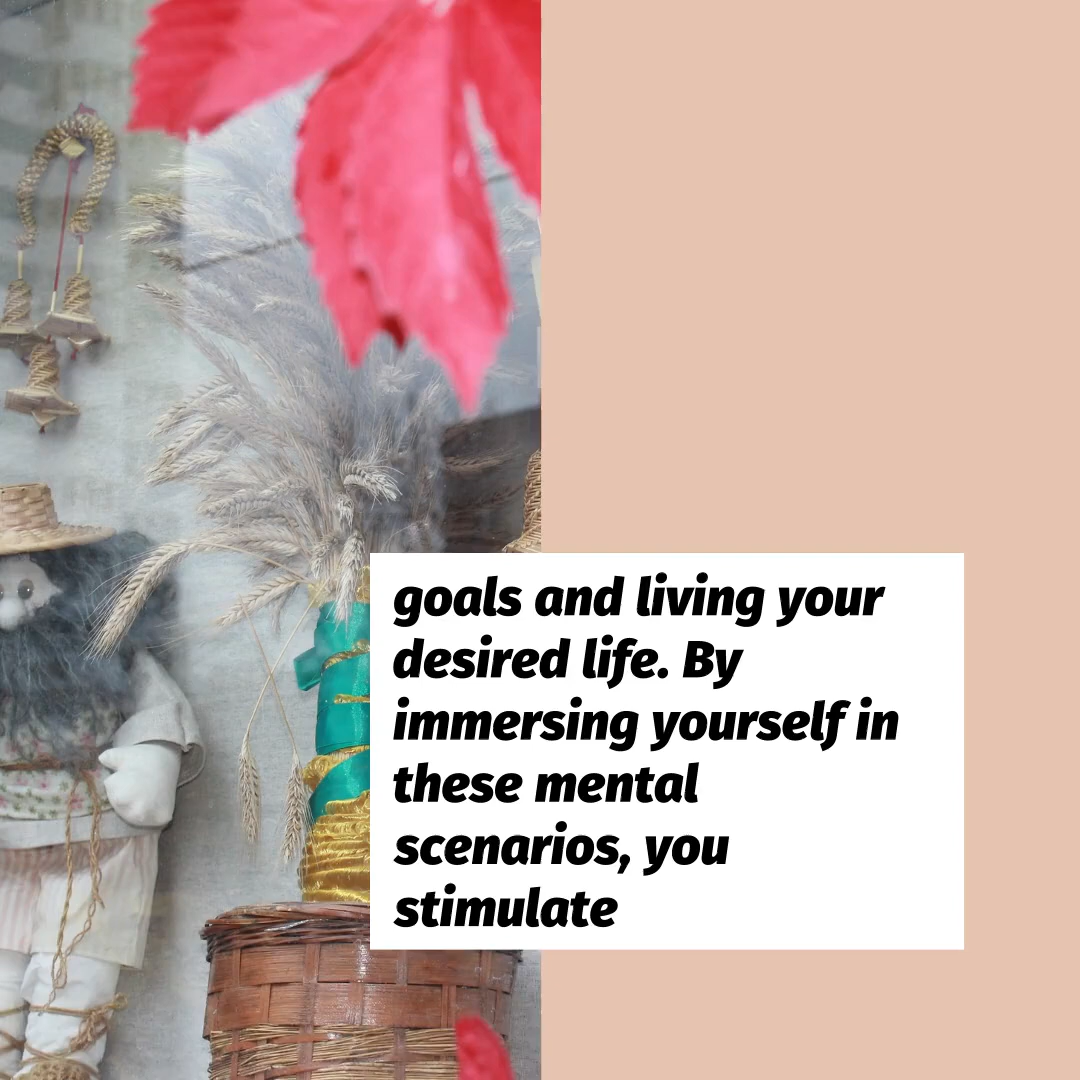 goals and living your
desired life. By
immersing yourself in
these mental
scenarios, you
stimulate